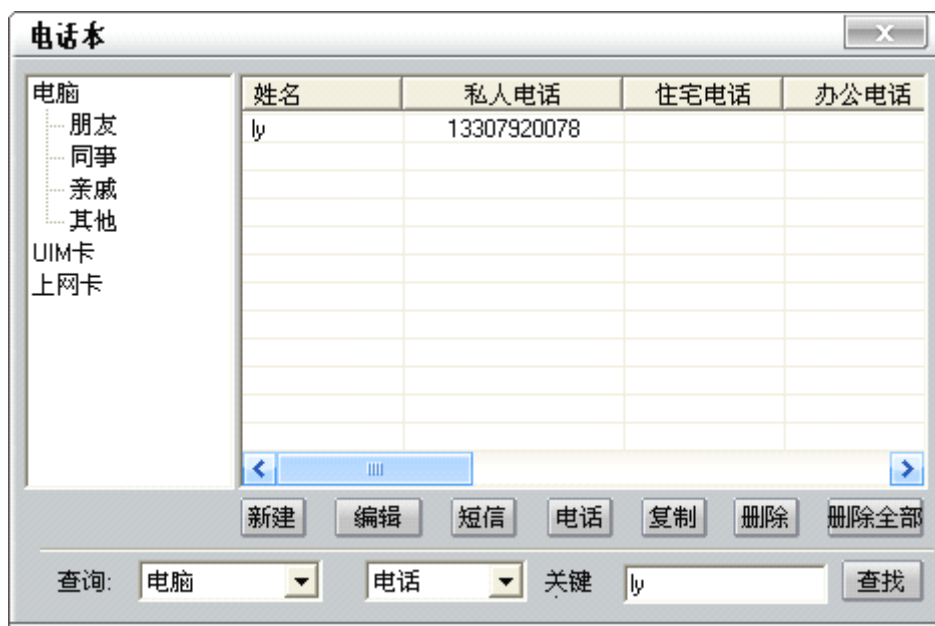 电话本
X
电脑
朋友
同事
亲戚
其他
UIM卡
上网卡
姓名 私人电话 住宅电话 办公电话
ly 13307920078
新建 编辑 短信 电话 复制 删除 删除全部
查询: 电脑 电话 关键 ly 查找